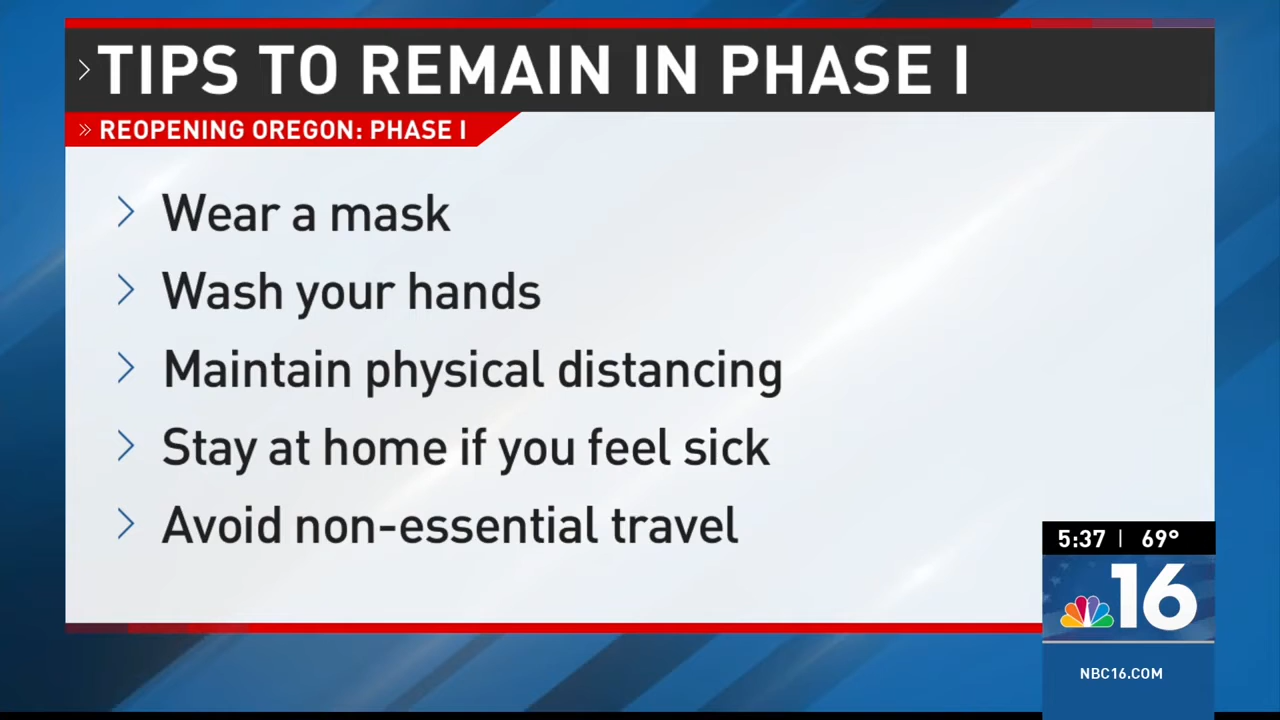 TIPS TO REMAIN IN PHASE I
REOPENING OREGON: PHASE I
Wear a mask
Wash your hands
Maintain physical distancing
Stay at home if you feel sick
Avoid non-essential travel
5:37 | 69°
16
NBC16.COM